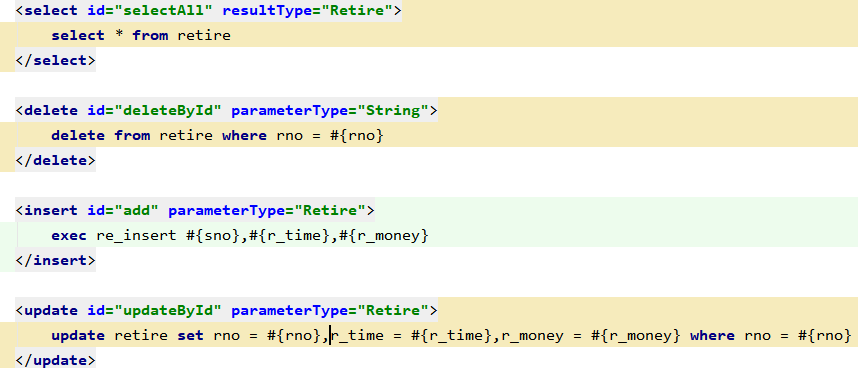 <select id="selectAll" resultType="Retire">
select * from retire
</select>
<delete id="deleteById" parameterType="String">
delete from retire where rno = #{rno}
</delete>
<insert id="add" parameterType="Retire">
exec re_insert #{sno},#{r_time},#{r_money}
</insert>
<update id="updateById" parameterType="Retire">
update retire set rno = #{rno},r_time = #{r_time},r_money = #{r_money} where rno = #{rno}
</update>